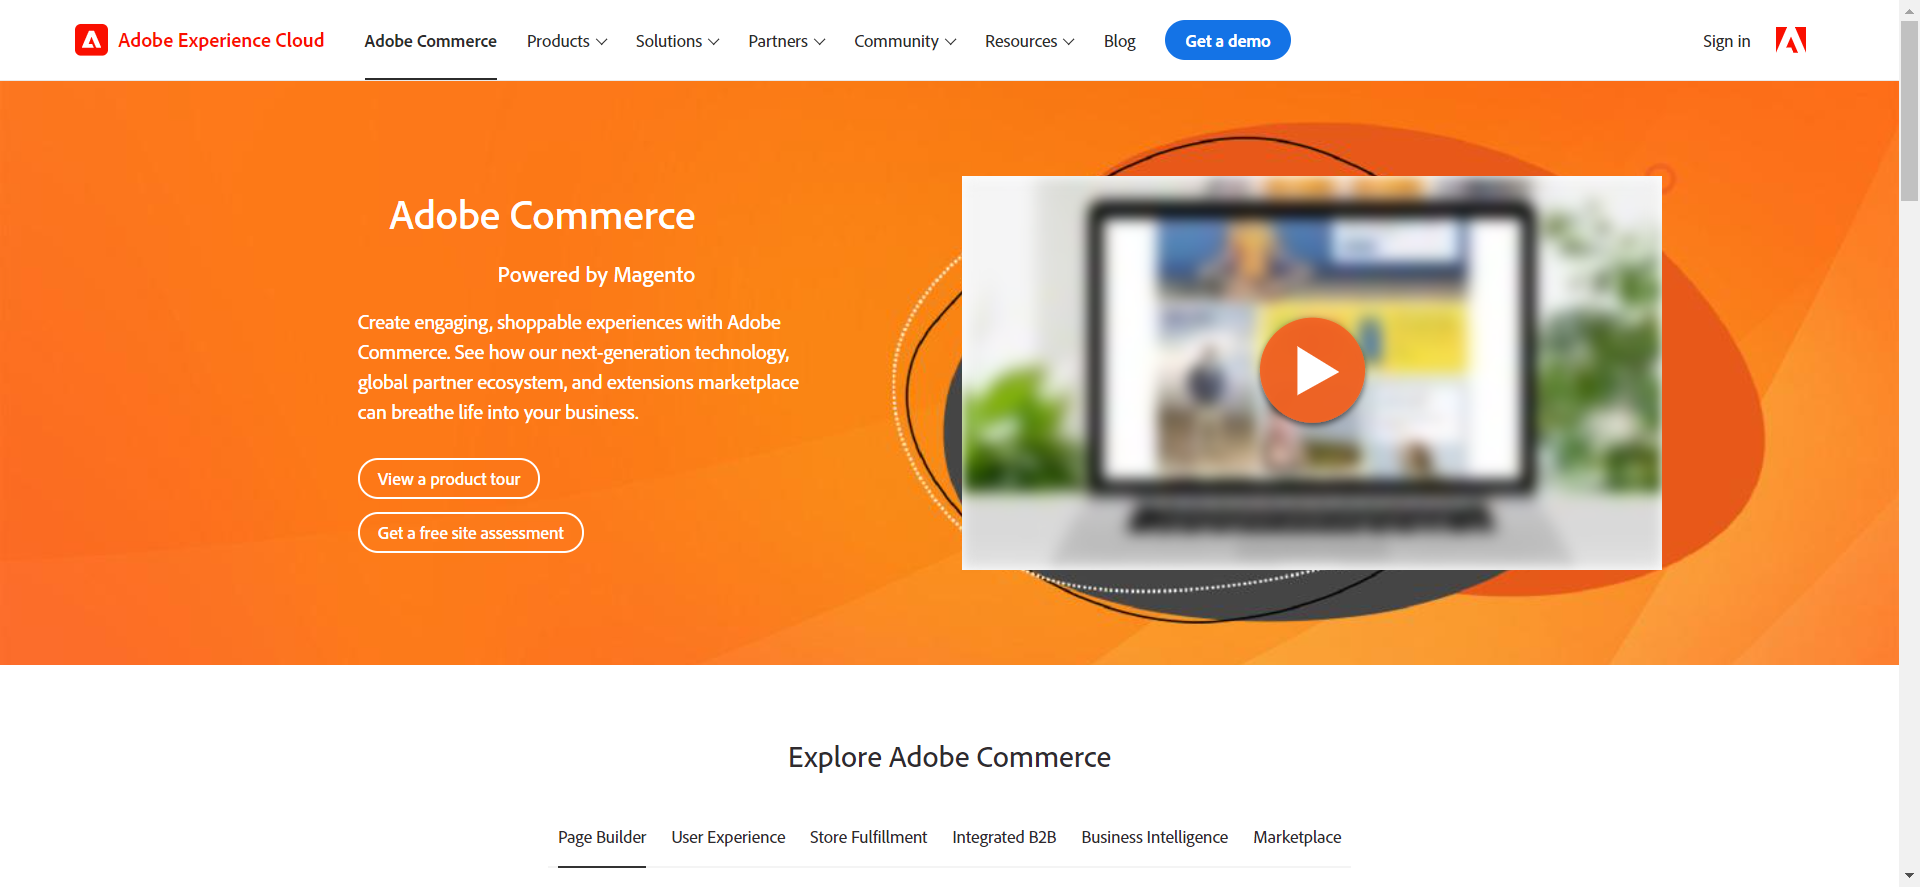 Adobe Experience Cloud
Adobe Commerce
Products
Solutions
Partners
Community
Resources
Blog
Get a demo
Sign in
Adobe Commerce
Powered by Magento
Create engaging, shoppable experiences with Adobe
Commerce. See how our next-generation technology,
global partner ecosystem, and extensions marketplace
can breathe life into your business.
View a product tour
Get a free site assessment
Explore Adobe Commerce
Page Builder
User Experience
Store Fulfillment
Integrated B2B
Business Intelligence
Marketplace